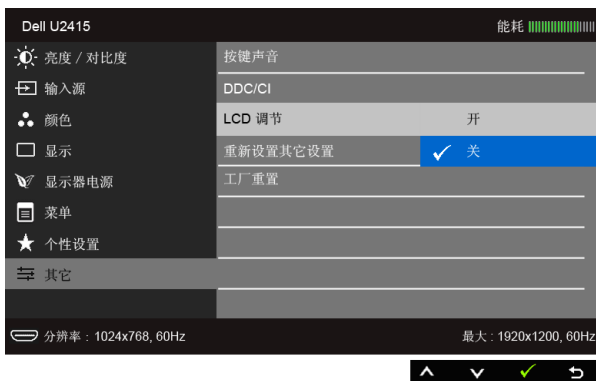 Dell U2415
能耗
亮度 / 对比度
按键声音
输入源
DDC/CI
颜色
LCD 调节
开
显示
重新设置其它设置
关
显示器电源
工厂重置
菜单
个性设置
其它
分辨率 : 1024x768, 60Hz
最大 : 1920x1200, 60Hz